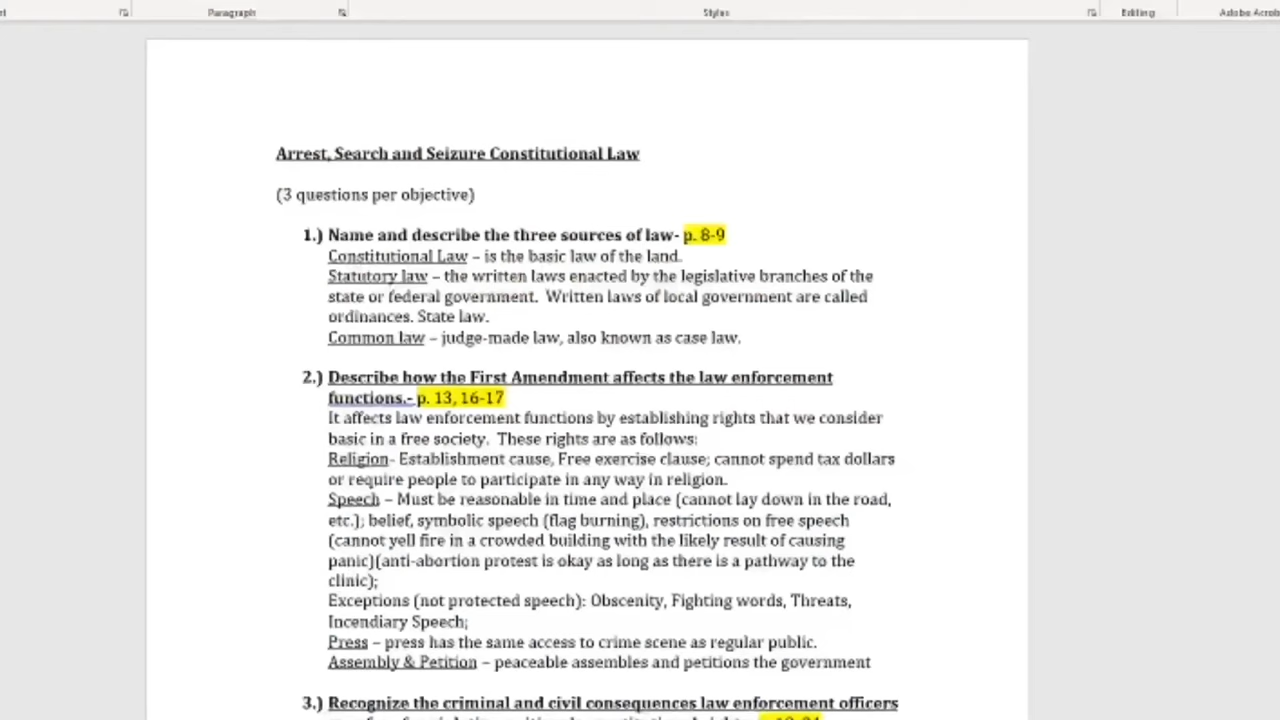 Paragraph
Styles
Editing
Arrest, Search and Seizure Constitutional Law
(3 questions per objective)
1.) Name and describe the three sources of law- p. 8-9
Constitutional Law – is the basic law of the land.
Statutory law – the written laws enacted by the legislative branches of the
state or federal government.  Written laws of local government are called
ordinances. State law.
Common law – judge-made law, also known as case law.
2.) Describe how the First Amendment affects the law enforcement
functions.- p. 13, 16-17
It affects law enforcement functions by establishing rights that we consider
basic in a free society.  These rights are as follows:
Religion- Establishment cause, Free exercise clause; cannot spend tax dollars
or require people to participate in any way in religion.
Speech – Must be reasonable in time and place (cannot lay down in the road,
etc.); belief, symbolic speech (flag burning), restrictions on free speech
(cannot yell fire in a crowded building with the likely result of causing
panic)(anti-abortion protest is okay as long as there is a pathway to the
clinic);
Exceptions (not protected speech): Obscenity, Fighting words, Threats,
Incendiary Speech;
Press – press has the same access to crime scene as regular public.
Assembly & Petition – peaceable assembles and petitions the government
3.) Recognize the criminal and civil consequences law enforcement officers